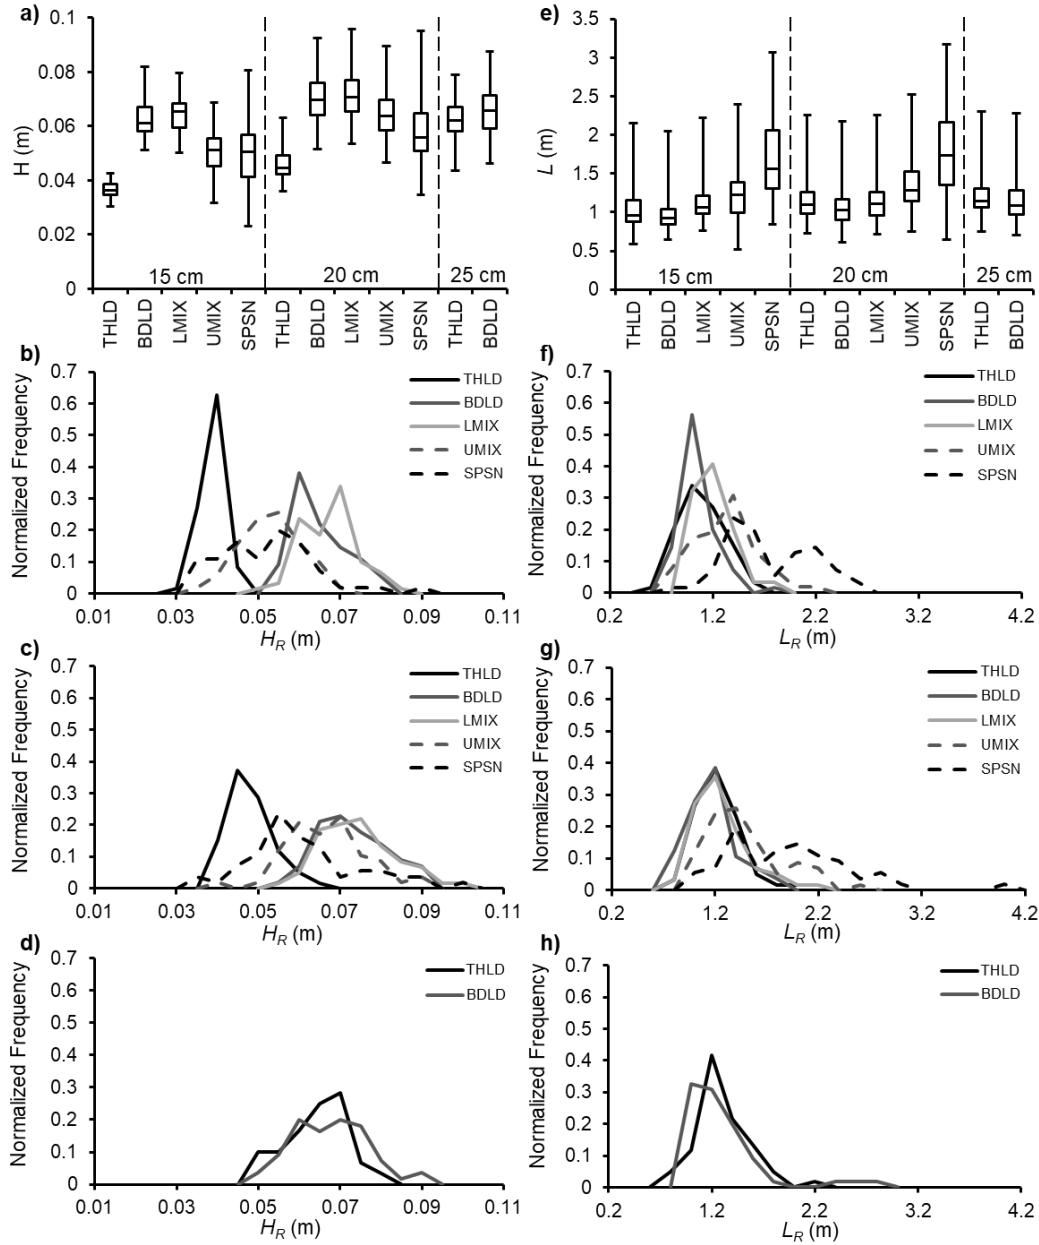 a)
H (m)
0.1
0.08
0.06
0.04
0.02
0
15 cm
20 cm
25 cm
THLD
BDLD
LMIX
UMIX
SPSN
THLD
BDLD
LMIX
UMIX
SPSN
THLD
BDLD
e)
L (m)
3.5
3
2.5
2
1.5
1
0.5
0
15 cm
20 cm
25 cm
THLD
BDLD
LMIX
UMIX
SPSN
THLD
BDLD
LMIX
UMIX
SPSN
THLD
BDLD
b)
Normalized Frequency
0.7
0.6
0.5
0.4
0.3
0.2
0.1
0
THLD
BDLD
LMIX
UMIX
SPSN
0.01 0.03 0.05 0.07 0.09 0.11
H_R (m)
f)
Normalized Frequency
0.7
0.6
0.5
0.4
0.3
0.2
0.1
0
THLD
BDLD
LMIX
UMIX
SPSN
0.2 1.2 2.2 3.2 4.2
L_R (m)
c)
Normalized Frequency
0.7
0.6
0.5
0.4
0.3
0.2
0.1
0
THLD
BDLD
LMIX
UMIX
SPSN
0.01 0.03 0.05 0.07 0.09 0.11
H_R (m)
g)
Normalized Frequency
0.7
0.6
0.5
0.4
0.3
0.2
0.1
0
THLD
BDLD
LMIX
UMIX
SPSN
0.2 1.2 2.2 3.2 4.2
L_R (m)
d)
Normalized Frequency
0.7
0.6
0.5
0.4
0.3
0.2
0.1
0
THLD
BDLD
0.01 0.03 0.05 0.07 0.09 0.11
H_R (m)
h)
Normalized Frequency
0.7
0.6
0.5
0.4
0.3
0.2
0.1
0
THLD
BDLD
0.2 1.2 2.2 3.2 4.2
L_R (m)